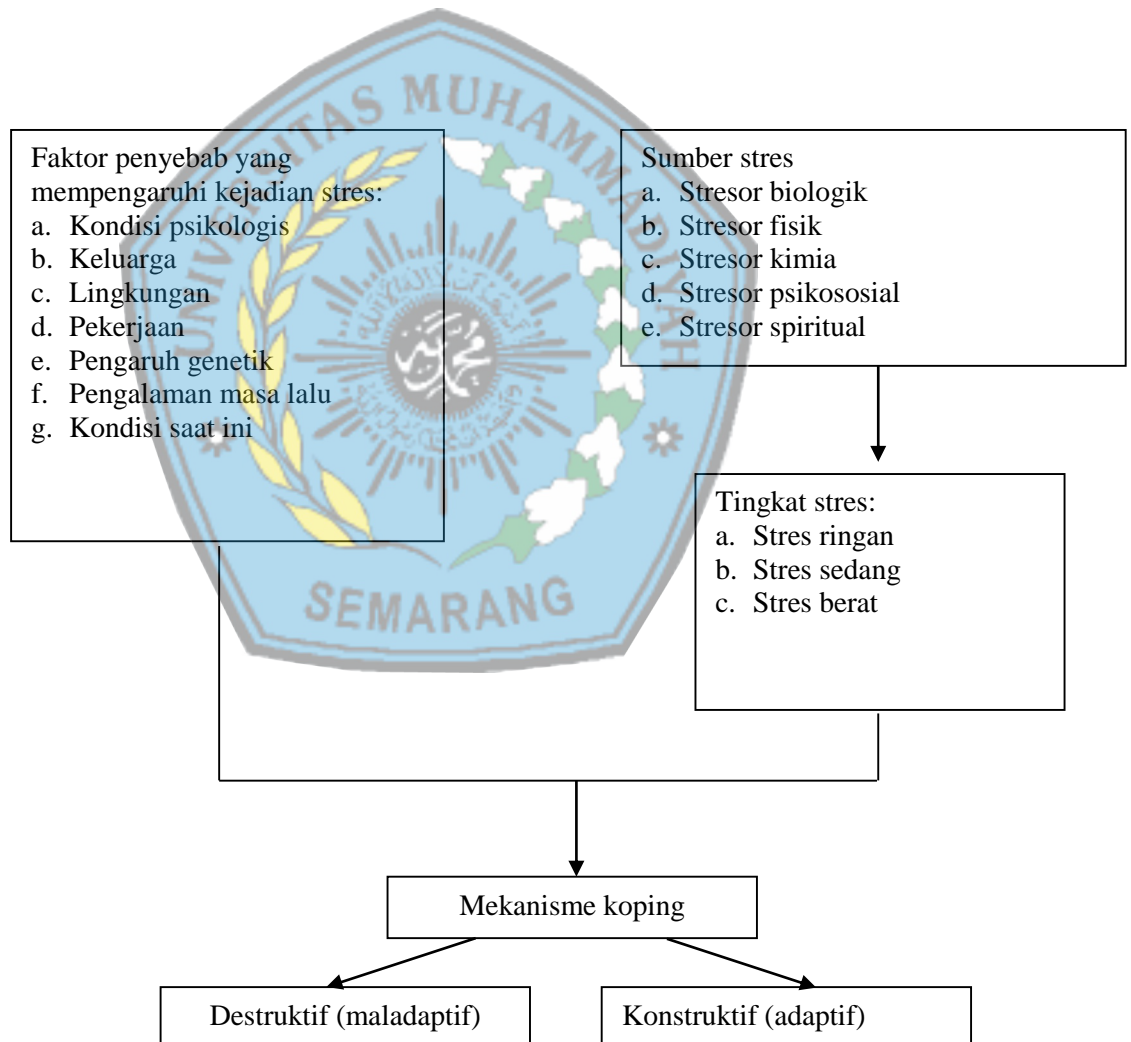 UNIVERSITAS MUHAMMADIYAH
SEMARANG
Faktor penyebab yang
mempengaruhi kejadian stres:
a. Kondisi psikologis
b. Keluarga
c. Lingkungan
d. Pekerjaan
e. Pengaruh genetik
f. Pengalaman masa lalu
g. Kondisi saat ini
Sumber stres
a. Stresor biologik
b. Stresor fisik
c. Stresor kimia
d. Stresor psikososial
e. Stresor spiritual
Tingkat stres:
a. Stres ringan
b. Stres sedang
c. Stres berat
Mekanisme koping
Destruktif (maladaptif)
Konstruktif (adaptif)